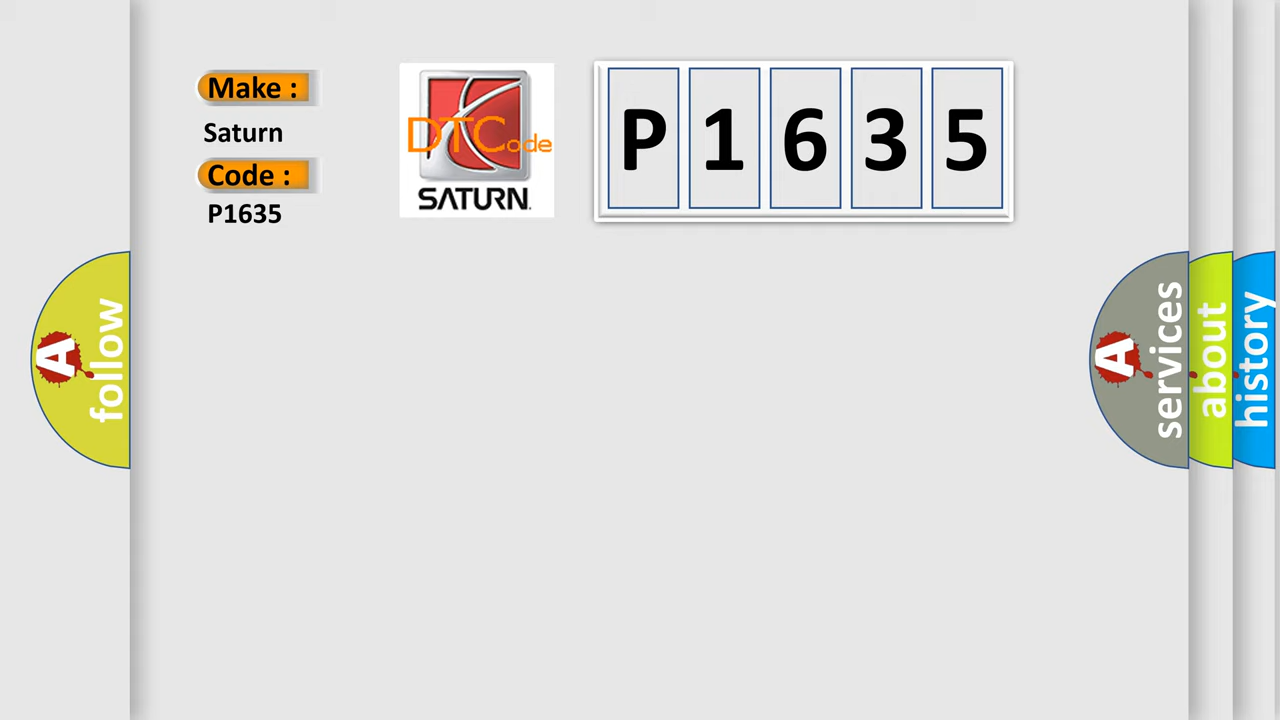 Make :
Saturn
Code :
P1635
DTCode
SATURN.
P 1 6 3 5
A follow
A services
about
history